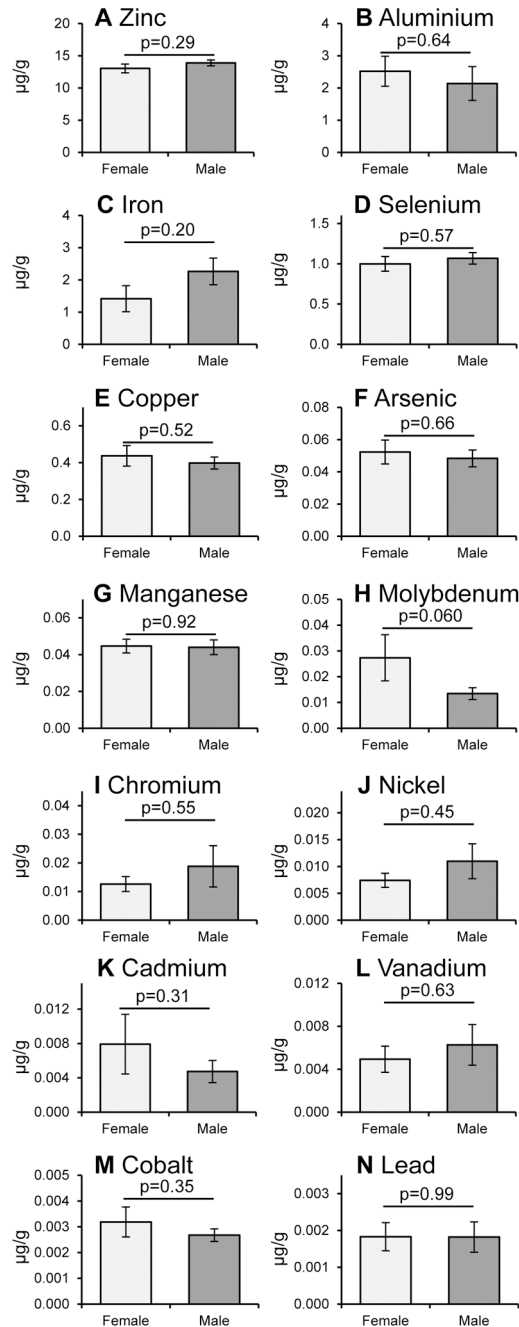 A Zinc
p=0.29
µg/g
20
15
10
5
0
Female Male
B Aluminium
p=0.64
µg/g
4
3
2
1
0
Female Male
C Iron
p=0.20
µg/g
4
3
2
1
0
Female Male
D Selenium
p=0.57
µg/g
1.0
0.5
0.0
Female Male
E Copper
p=0.52
µg/g
0.6
0.4
0.2
0.0
Female Male
F Arsenic
p=0.66
µg/g
0.08
0.06
0.04
0.02
0.00
Female Male
G Manganese
p=0.92
µg/g
0.06
0.04
0.02
0.00
Female Male
H Molybdenum
p=0.060
µg/g
0.05
0.04
0.03
0.02
0.01
0.00
Female Male
I Chromium
p=0.55
µg/g
0.04
0.03
0.02
0.01
0.00
Female Male
J Nickel
p=0.45
µg/g
0.020
0.015
0.010
0.005
0.000
Female Male
K Cadmium
p=0.31
µg/g
0.012
0.008
0.004
0.000
Female Male
L Vanadium
p=0.63
µg/g
0.012
0.008
0.004
0.000
Female Male
M Cobalt
p=0.35
µg/g
0.005
0.004
0.003
0.002
0.001
0.000
Female Male
N Lead
p=0.99
µg/g
0.003
0.002
0.001
0.000
Female Male